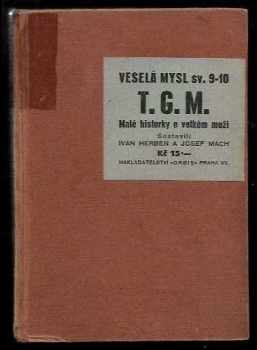 VESELÁ MYSL sv. 9-10
T. G. M.
Malé historky o velkém muži
Sestavili
IVAN HERBEN A JOSEF MACH
Kč 15·—
NAKLADATELSTVÍ »ORBIS« PRAHA XII.